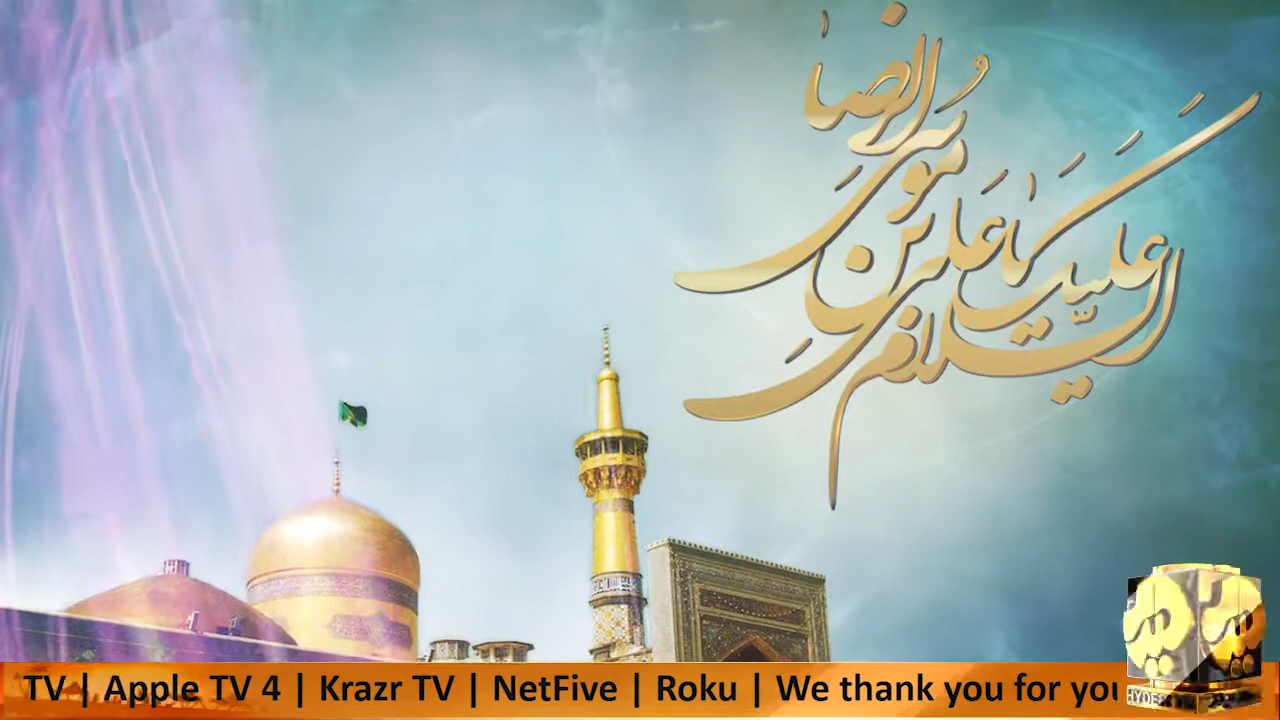 السلام علیک یا علی بن موسی الرضا
TV | Apple TV 4 | Krazr TV | NetFive | Roku | We thank you for you